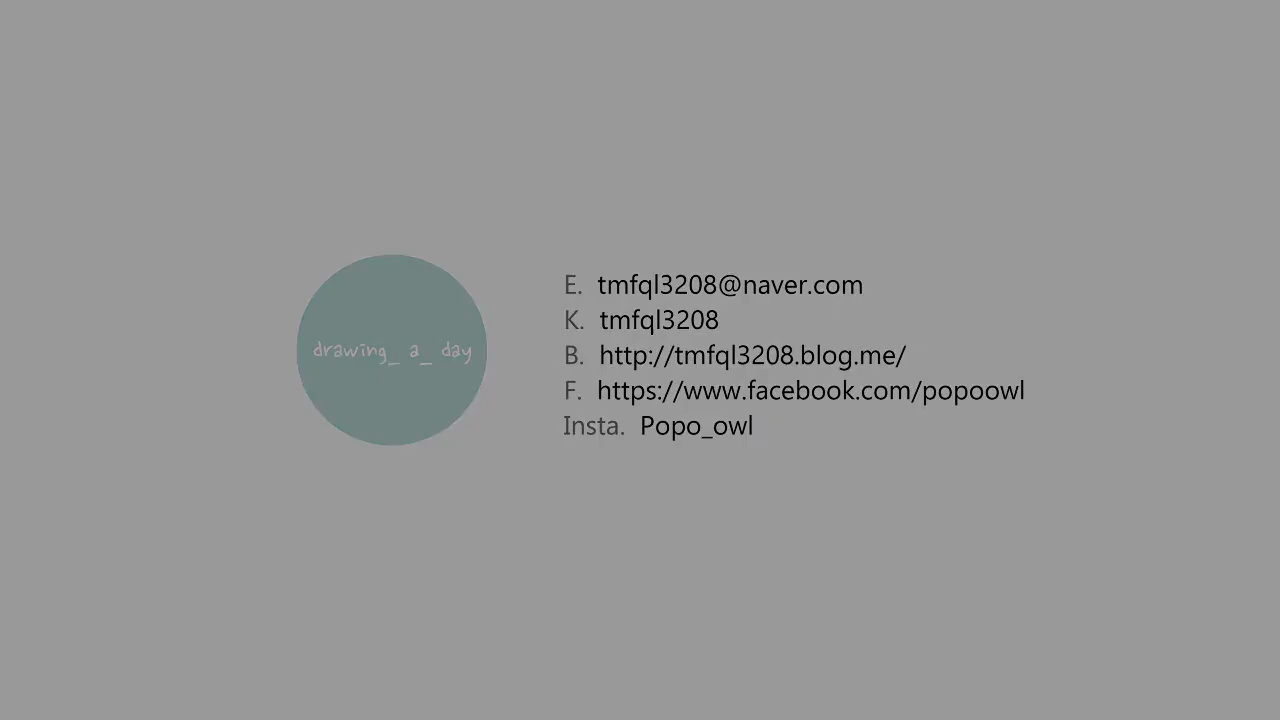 drawing_ a_ day
E. tmfql3208@naver.com
K. tmfql3208
B. http://tmfql3208.blog.me/
F. https://www.facebook.com/popoowl
Insta. Popo_owl